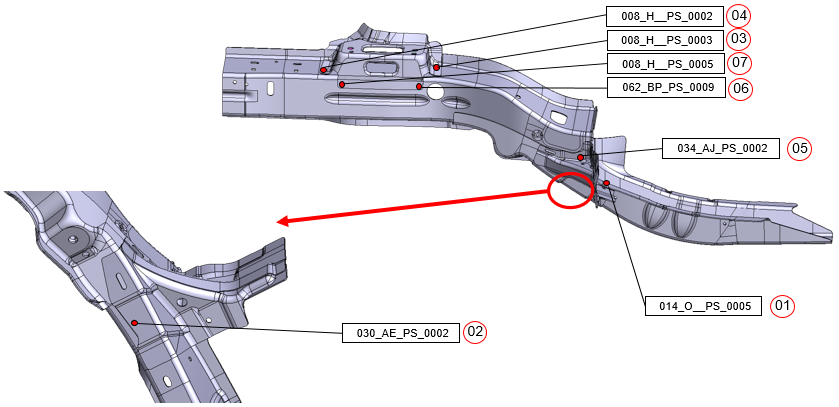 008_H__PS_0002 04
008_H__PS_0003 03
008_H__PS_0005 07
062_BP_PS_0009 06
034_AJ_PS_0002 05
014_O__PS_0005 01
030_AE_PS_0002 02